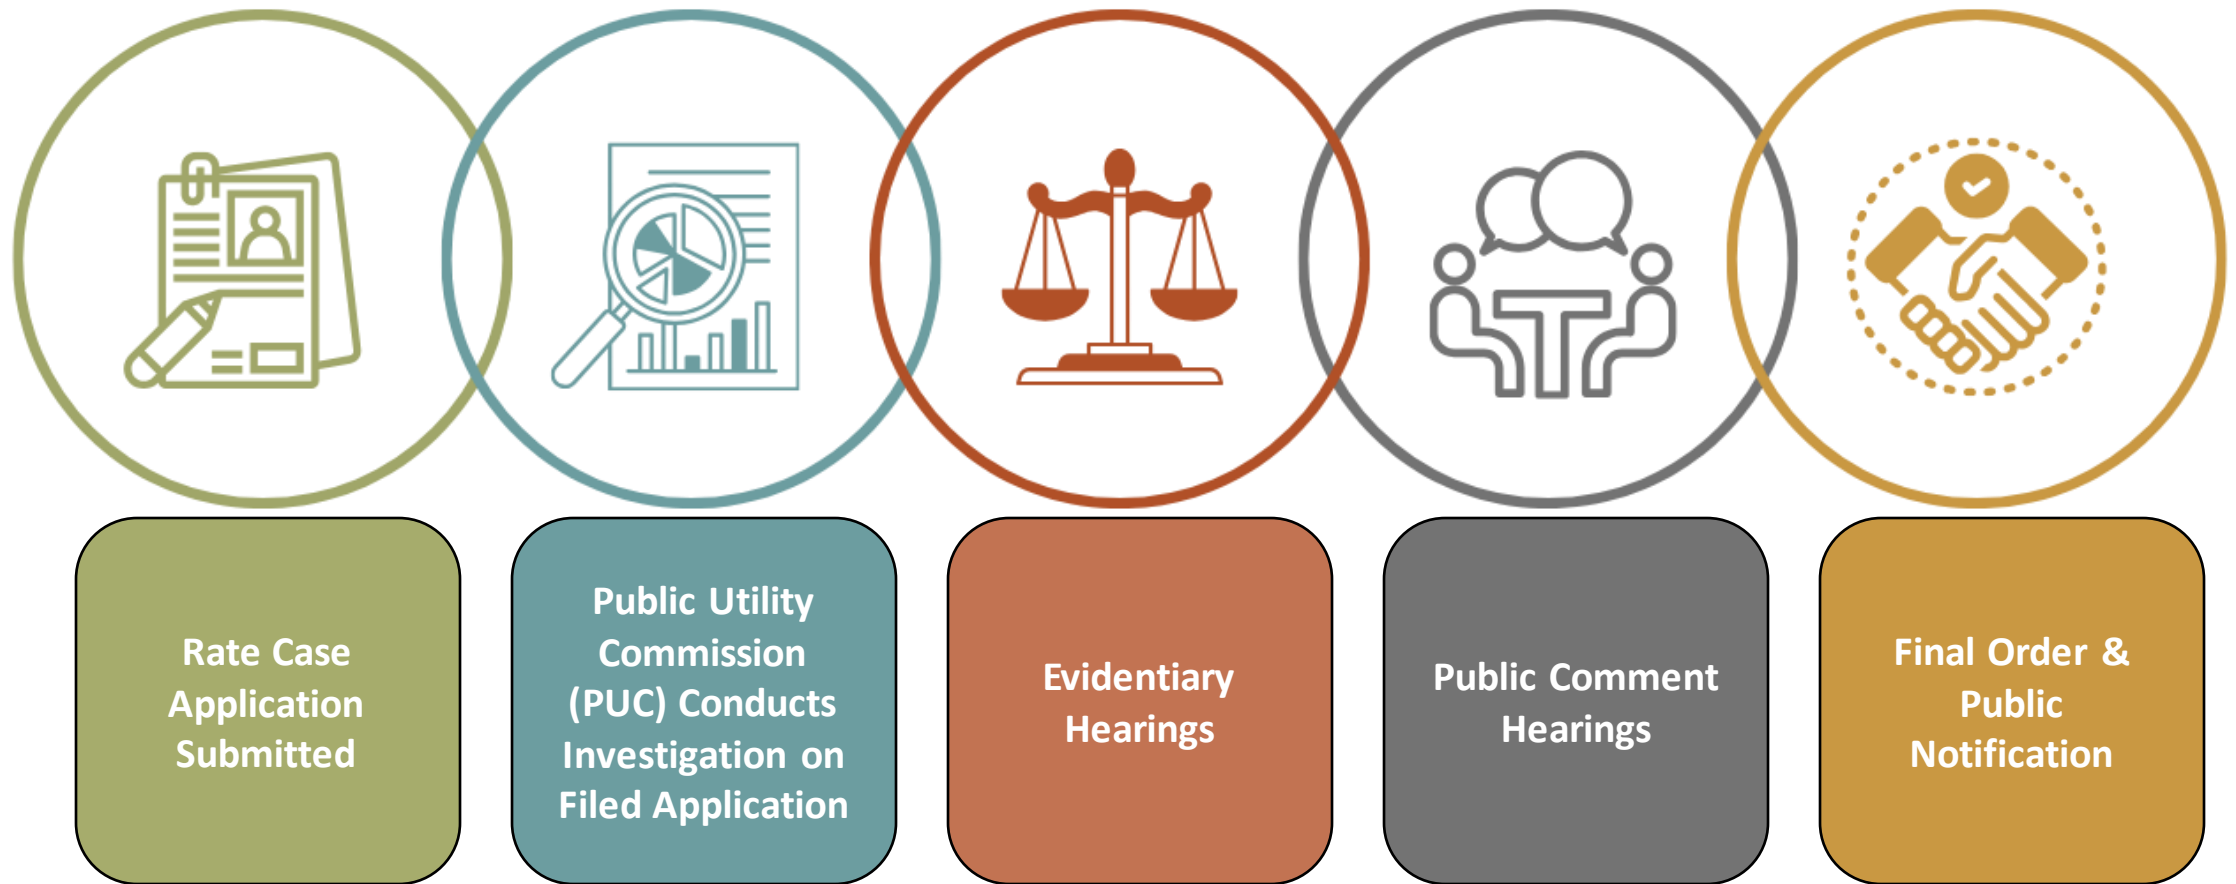 Rate Case
Application
Submitted
Public Utility
Commission
(PUC) Conducts
Investigation on
Filed Application
Evidentiary
Hearings
Public Comment
Hearings
Final Order &
Public
Notification